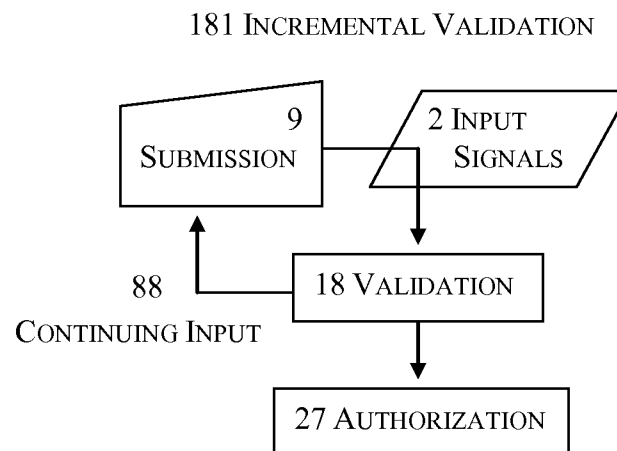 181 INCREMENTAL VALIDATION
9
SUBMISSION
2 INPUT
SIGNALS
88
CONTINUING INPUT
18 VALIDATION
27 AUTHORIZATION